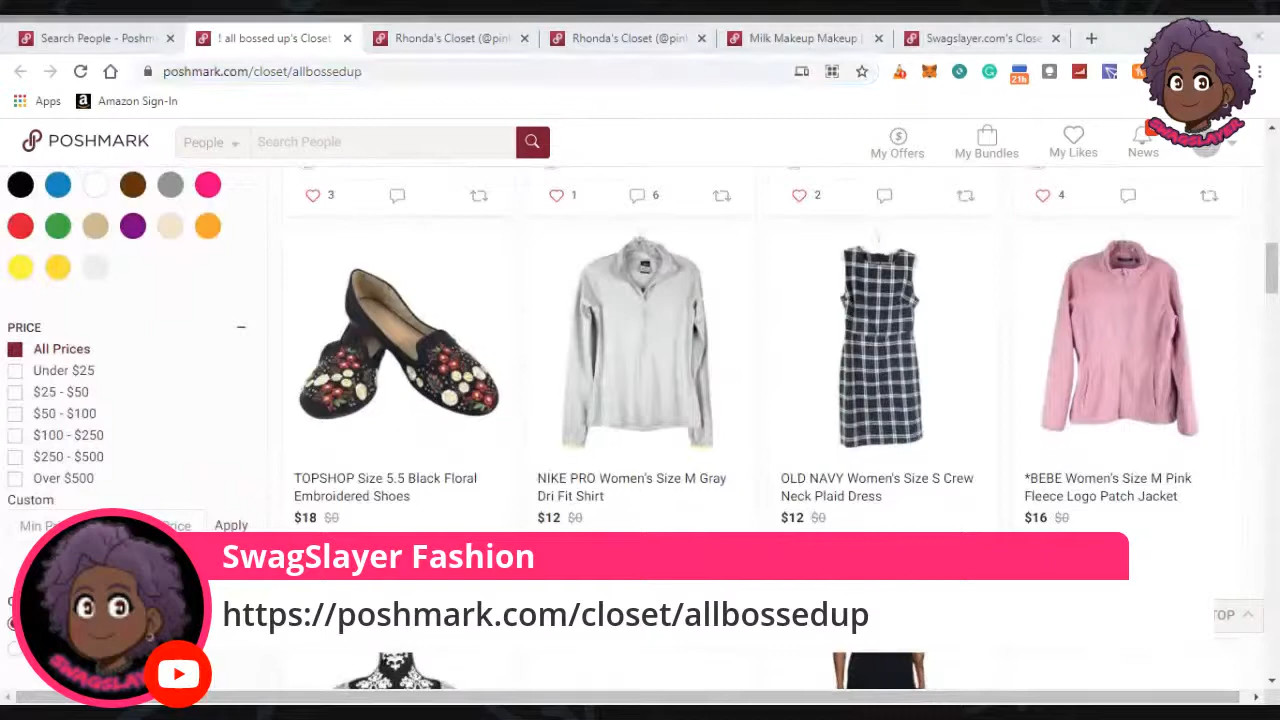 Search People - Poshm
! all bossed up's Closet
Rhonda's Closet (@pin
Rhonda's Closet (@pin
Milk Makeup Makeup |
Swagslayer.com's Close
poshmark.com/closet/allbossedup
21h
Apps
Amazon Sign-In
SWAGSLAYER
POSHMARK
People
Search People
My Offers
My Bundles
My Likes
News
3
1
6
2
4
PRICE
All Prices
Under $25
$25 - $50
$50 - $100
$100 - $250
$250 - $500
Over $500
Custom
Apply
TOPSHOP Size 5.5 Black Floral
Embroidered Shoes
$18 $0
NIKE PRO Women's Size M Gray
Dri Fit Shirt
$12 $0
OLD NAVY Women's Size S Crew
Neck Plaid Dress
$12 $0
*BEBE Women's Size M Pink
Fleece Logo Patch Jacket
$16 $0
SwagSlayer Fashion
https://poshmark.com/closet/allbossedup
TOP
SWAGSLAY